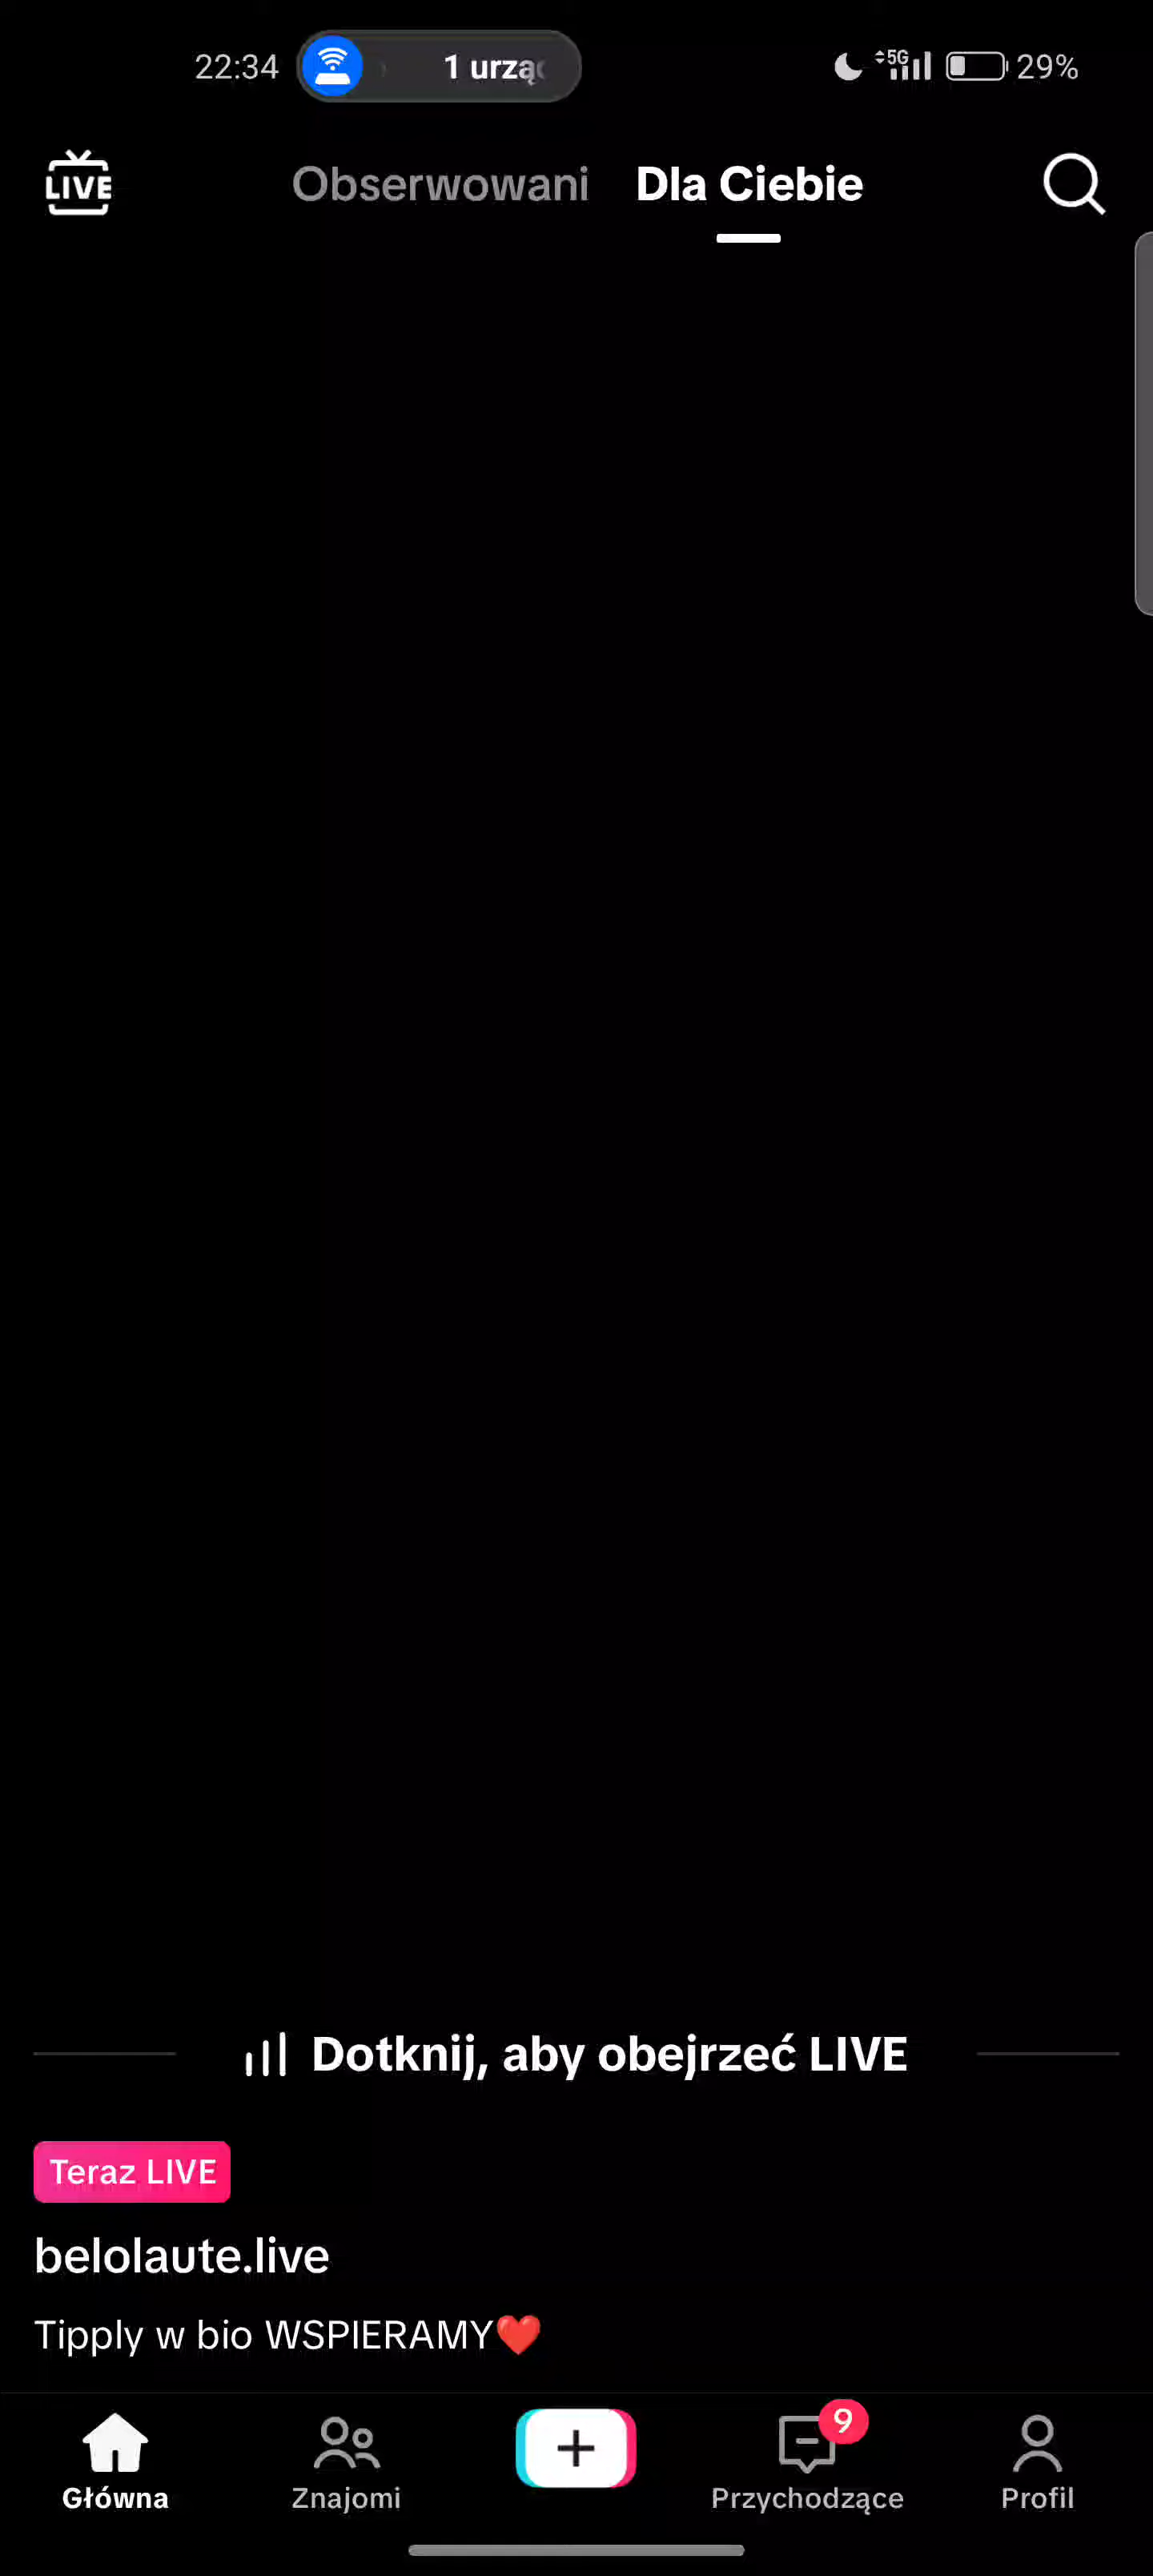 22:34
1 urzą
5G
29%
LIVE
Obserwowani
Dla Ciebie
Dotknij, aby obejrzeć LIVE
Teraz LIVE
belolaute.live
Tipply w bio WSPIERAMY❤️
9
Główna
Znajomi
Przychodzące
Profil